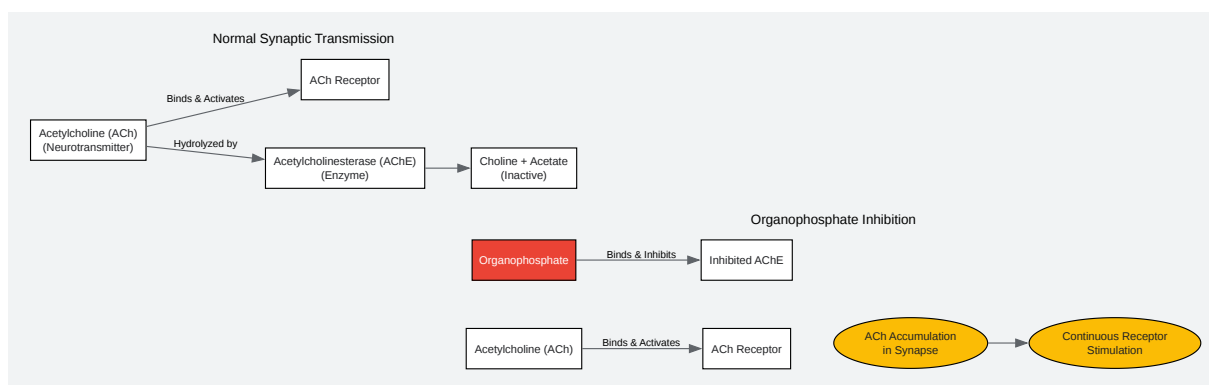 Normal Synaptic Transmission
ACh Receptor
Binds & Activates
Acetylcholine (ACh)
(Neurotransmitter)
Hydrolyzed by
Acetylcholinesterase (AChE)
(Enzyme)
Choline + Acetate
(Inactive)
Organophosphate Inhibition
Organophosphate
Binds & Inhibits
Inhibited AChE
Acetylcholine (ACh)
Binds & Activates
ACh Receptor
ACh Accumulation
in Synapse
Continuous Receptor
Stimulation